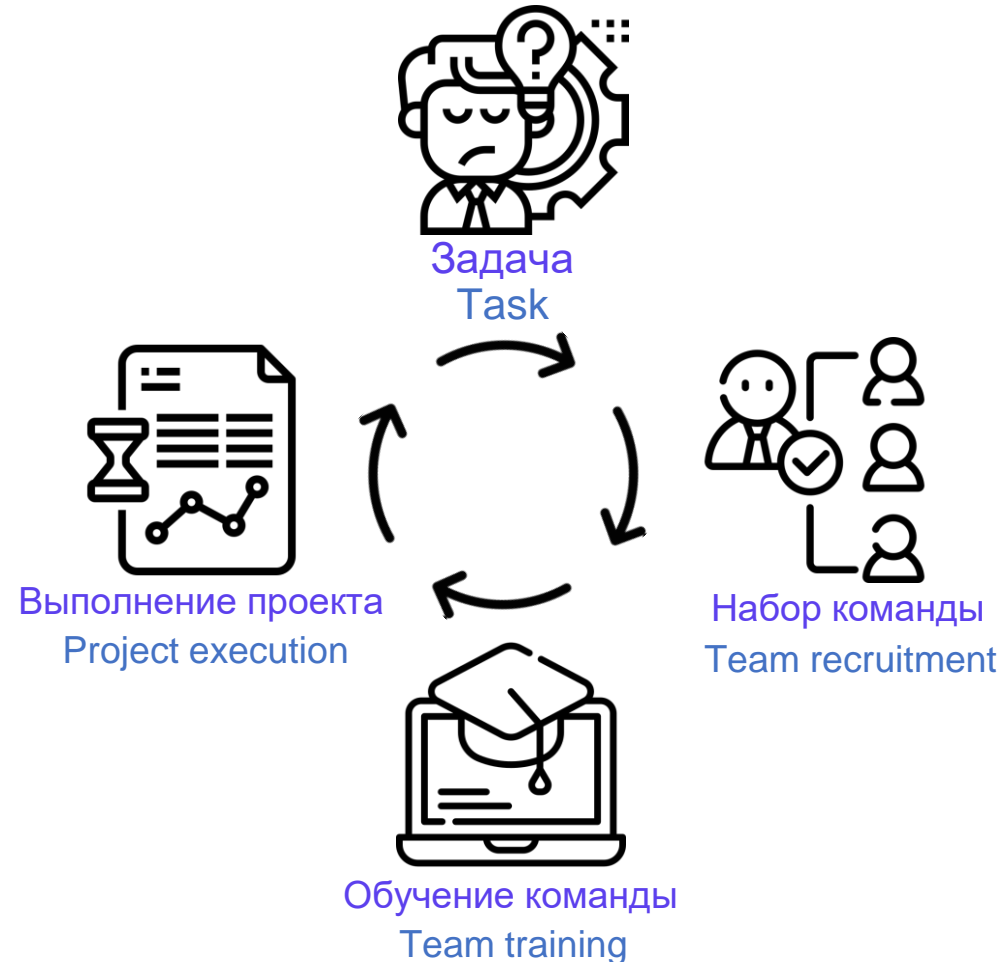 Задача
Task
Выполнение проекта
Project execution
Набор команды
Team recruitment
Обучение команды
Team training